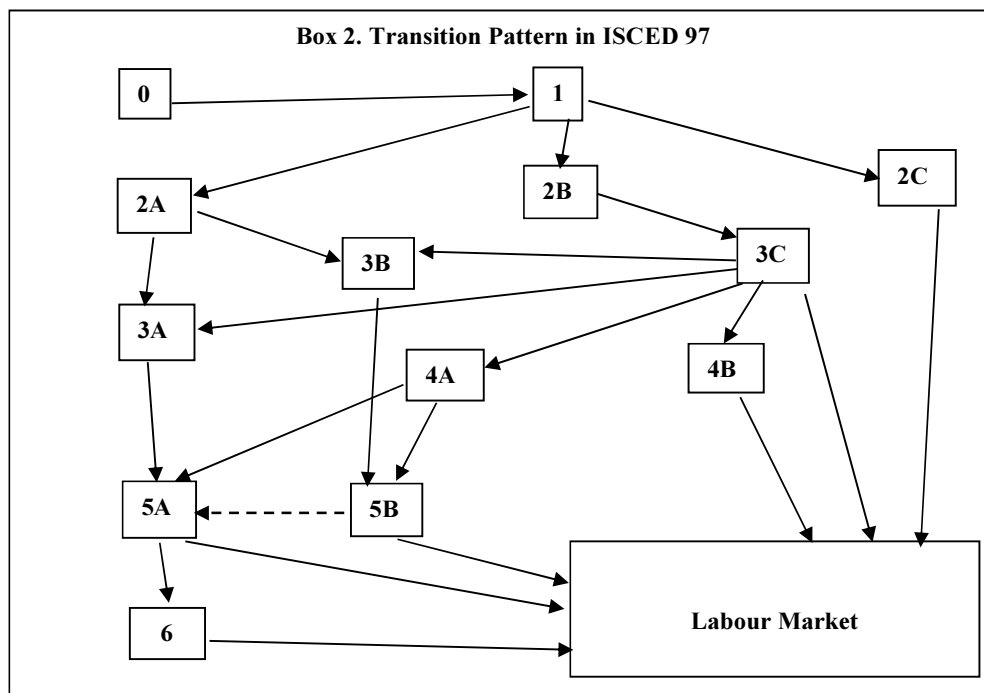 Box 2. Transition Pattern in ISCED 97
0
1
2A
2B
2C
3B
3C
3A
4A
4B
5A
5B
6
Labour Market